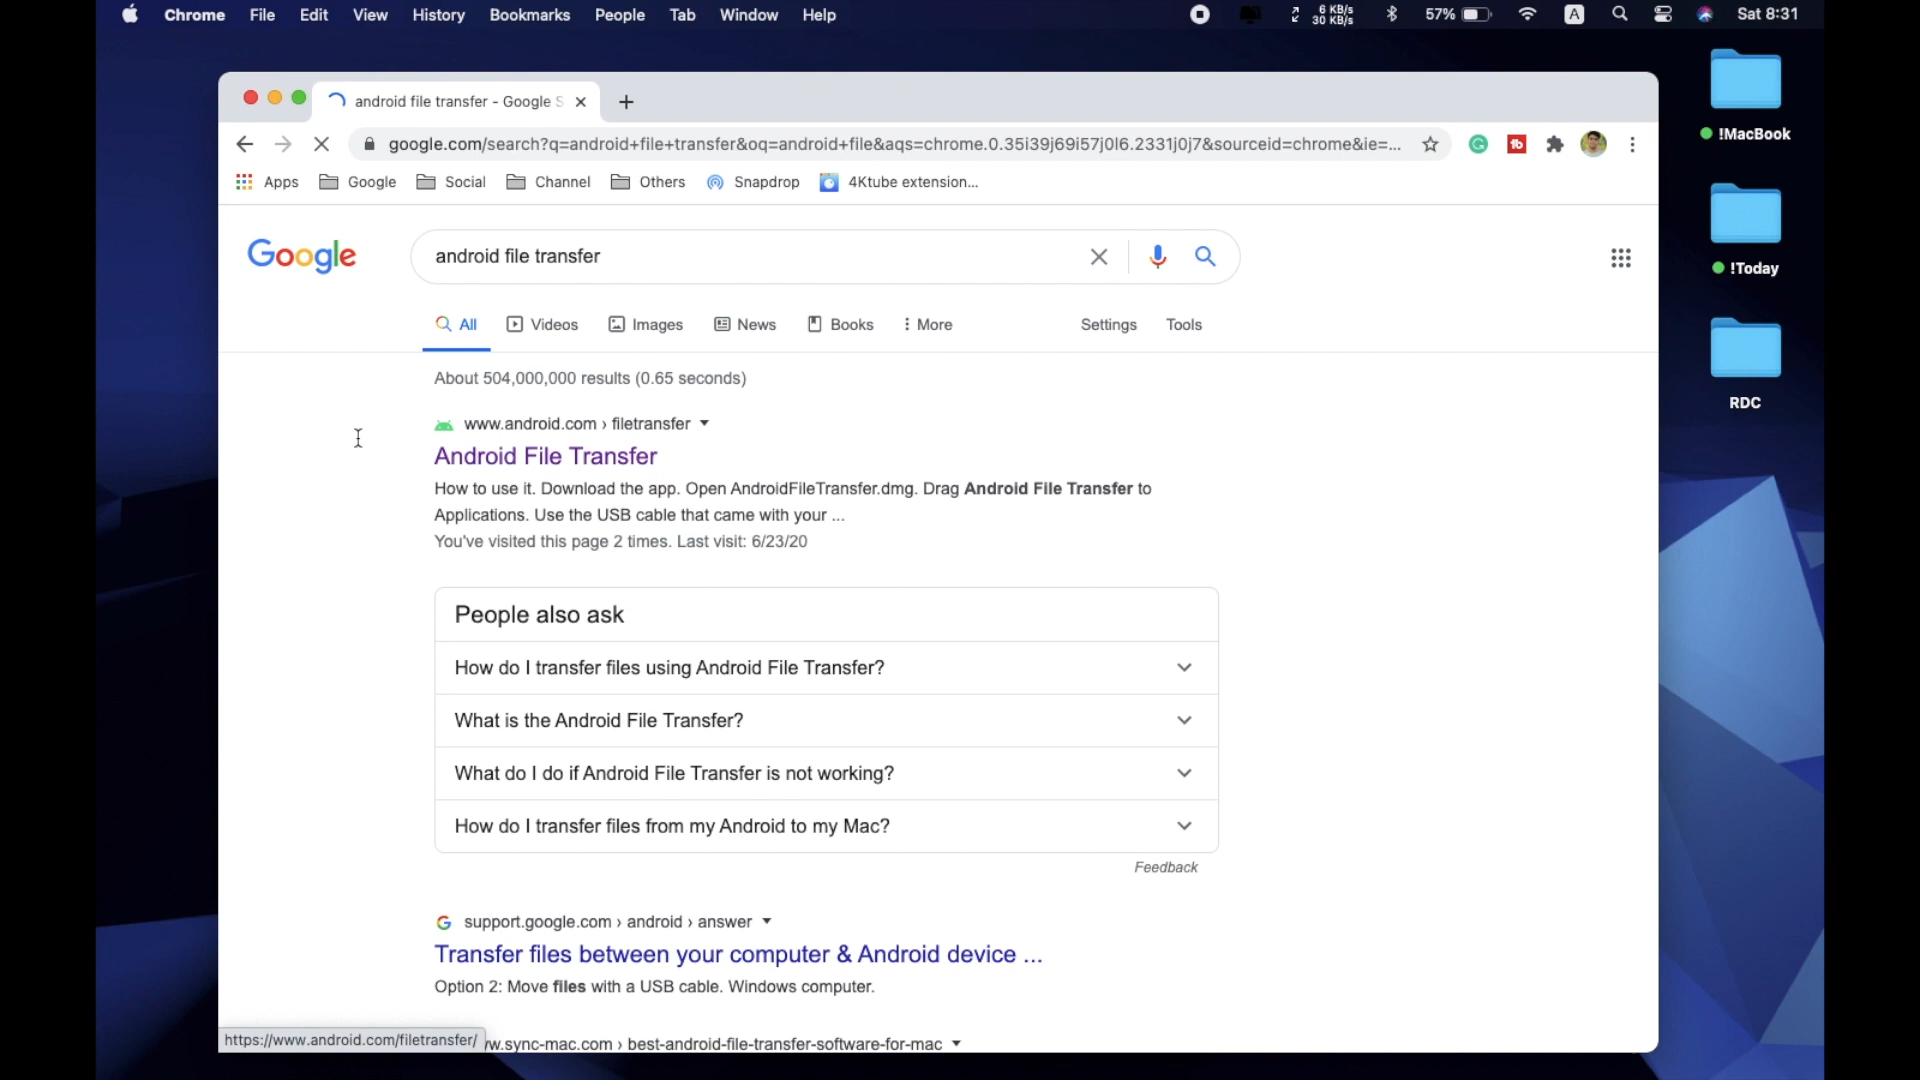 Chrome File Edit View History Bookmarks People Tab Window Help 6 KB/s 30 KB/s 57% A Sat 8:31
android file transfer - Google S
google.com/search?q=android+file+transfer&oq=android+file&aqs=chrome.0.35i39j69i57j0l6.2331j0j7&sourceid=chrome&ie=...
Apps Google Social Channel Others Snapdrop 4Ktube extension...
!MacBook
!Today
RDC
Google android file transfer
All Videos Images News Books More Settings Tools
About 504,000,000 results (0.65 seconds)
www.android.com › filetransfer
Android File Transfer
How to use it. Download the app. Open AndroidFileTransfer.dmg. Drag Android File Transfer to
Applications. Use the USB cable that came with your ...
You've visited this page 2 times. Last visit: 6/23/20
People also ask
How do I transfer files using Android File Transfer?
What is the Android File Transfer?
What do I do if Android File Transfer is not working?
How do I transfer files from my Android to my Mac?
Feedback
support.google.com › android › answer
Transfer files between your computer & Android device ...
Option 2: Move files with a USB cable. Windows computer.
https://www.android.com/filetransfer/ w.sync-mac.com › best-android-file-transfer-software-for-mac